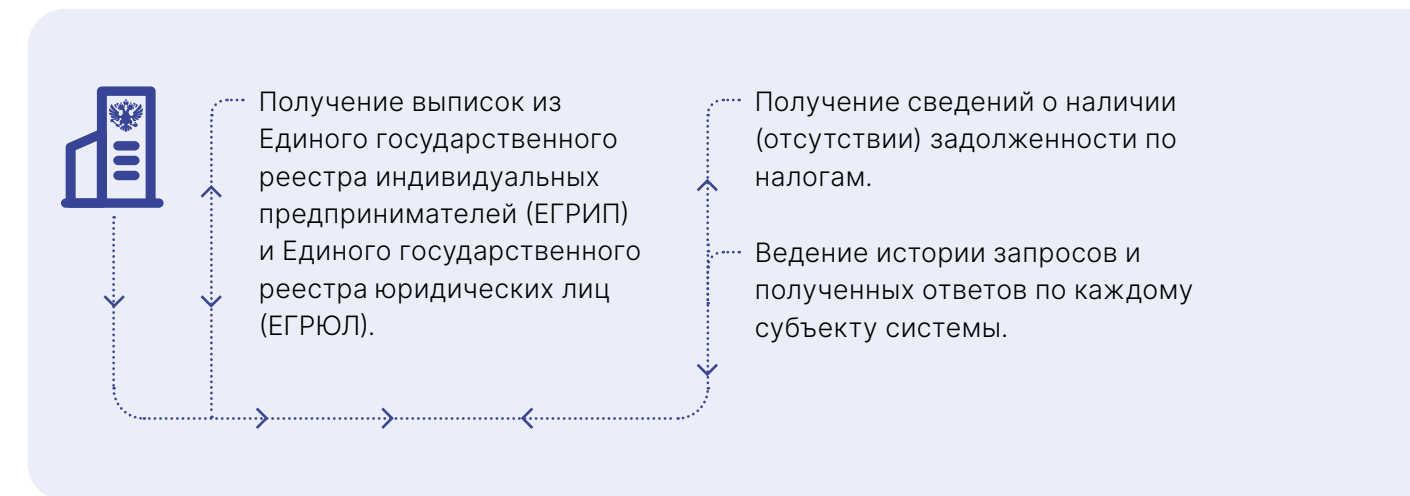 Получение выписок из
Единого государственного
реестра индивидуальных
предпринимателей (ЕГРИП)
и Единого государственного
реестра юридических лиц
(ЕГРЮЛ).
Получение сведений о наличии
(отсутствии) задолженности по
налогам.
Ведение истории запросов и
полученных ответов по каждому
субъекту системы.